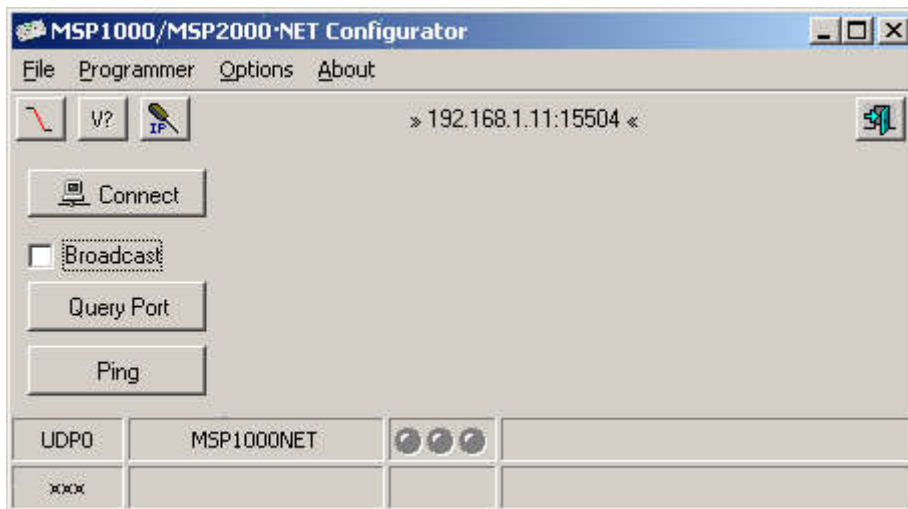 MSP1000/MSP2000·NET Configurator
File Programmer Options About
V? IP » 192.168.1.11:15504 «
Connect
Broadcast
Query Port
Ping
UDP0 MSP1000NET
xxx